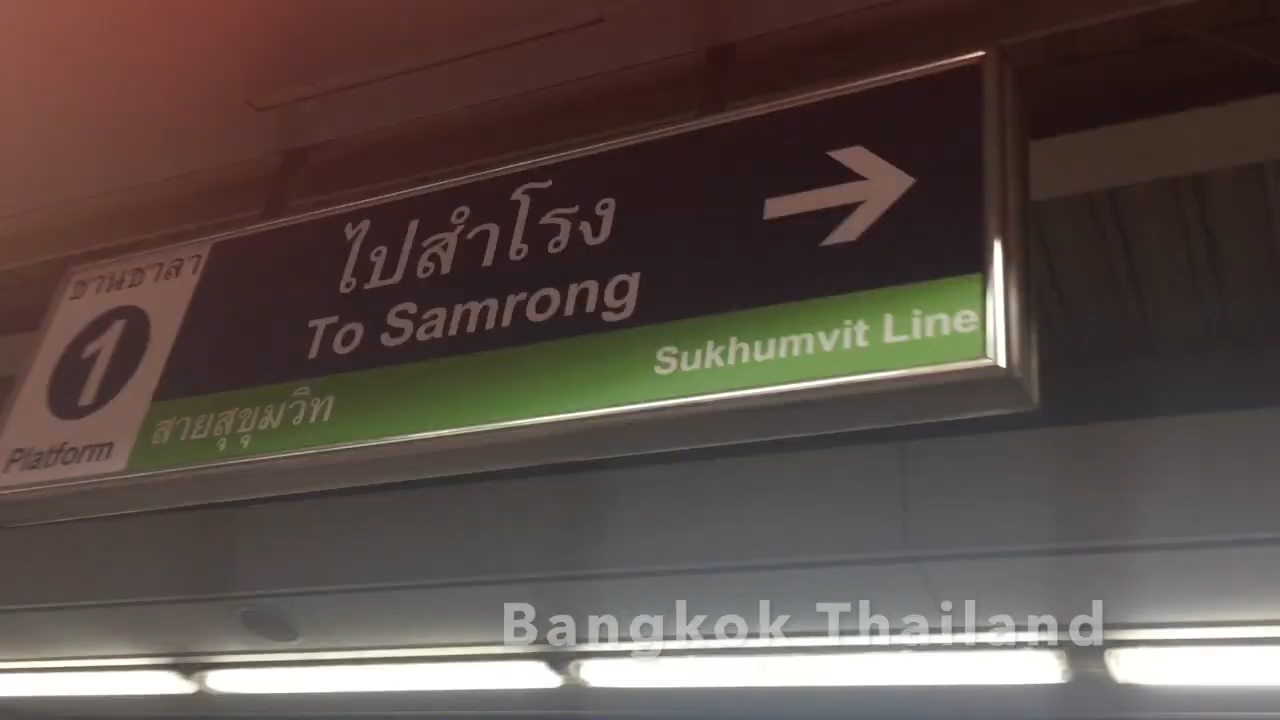 ชานชาลา
1
Platform
ไปสำโรง
To Samrong
สายสุขุมวิท
Sukhumvit Line
Bangkok Thailand